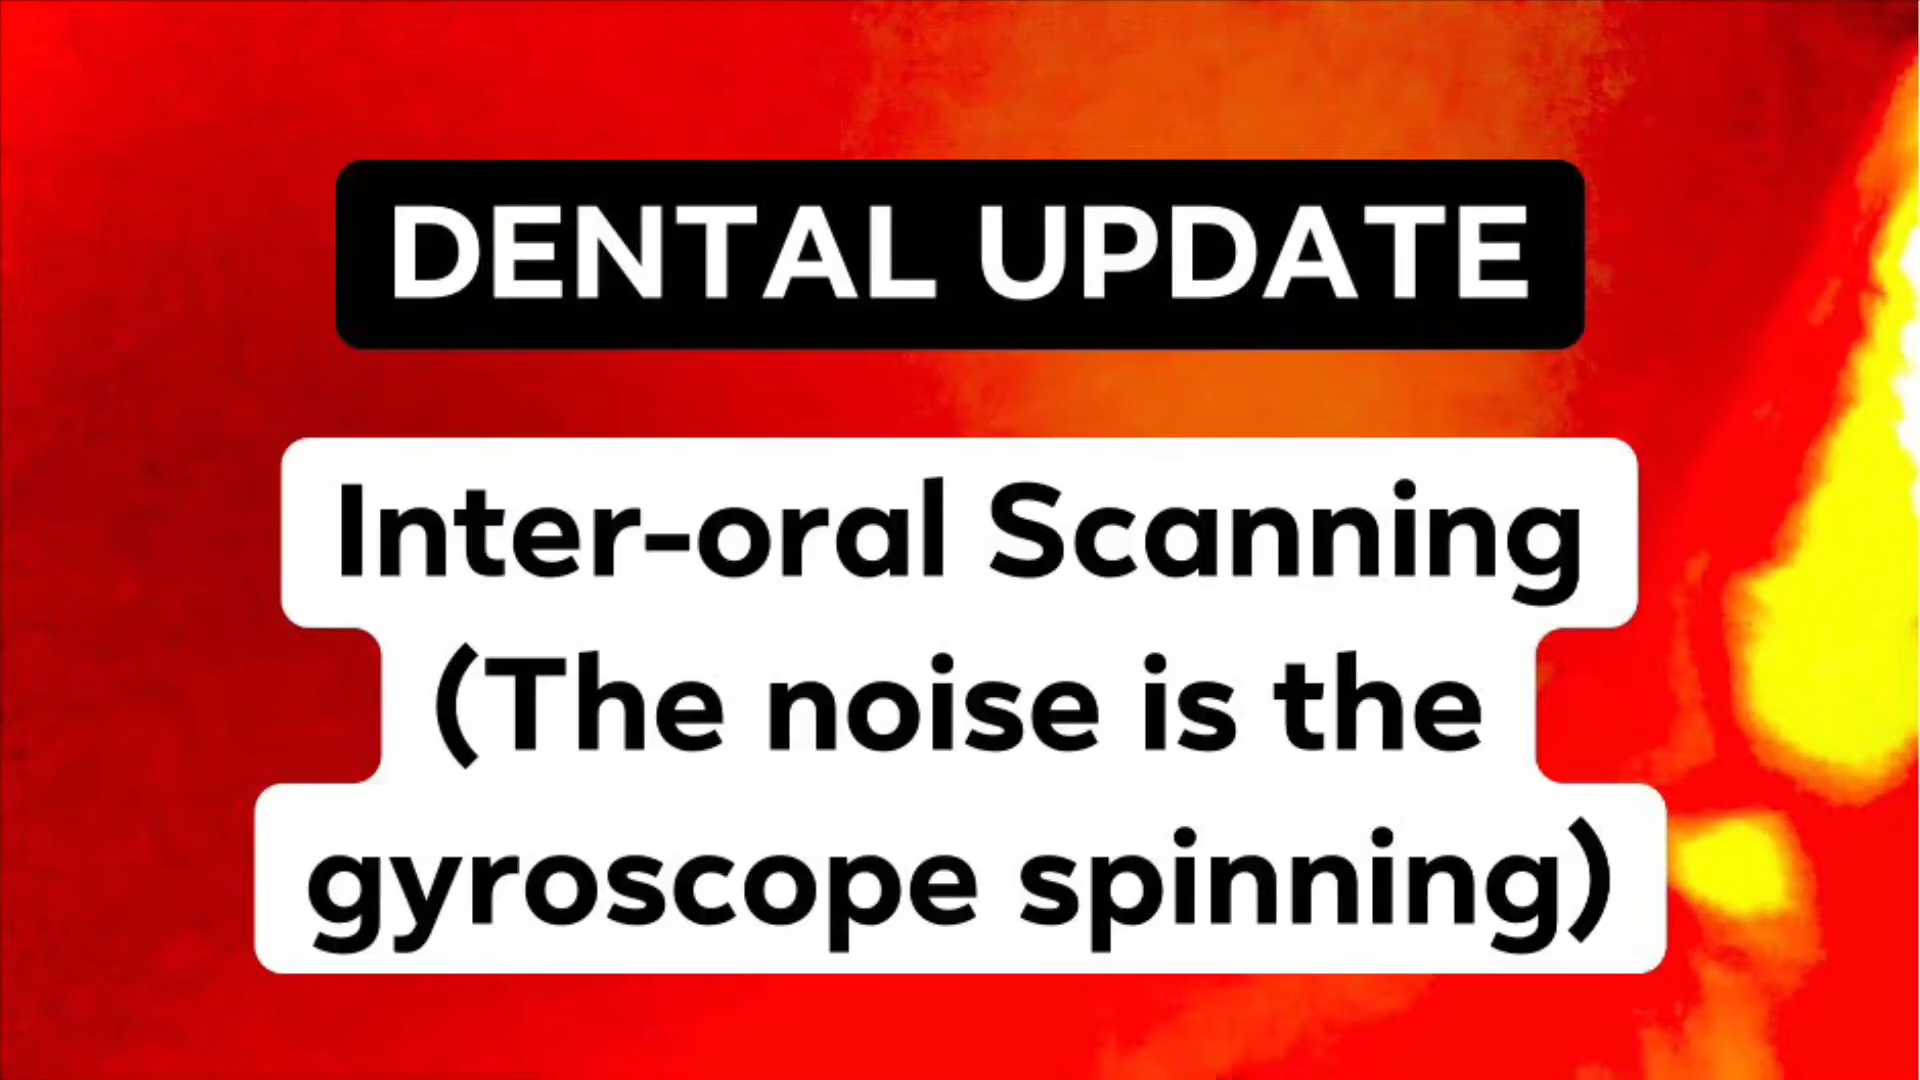 DENTAL UPDATE
Inter-oral Scanning
(The noise is the
gyroscope spinning)